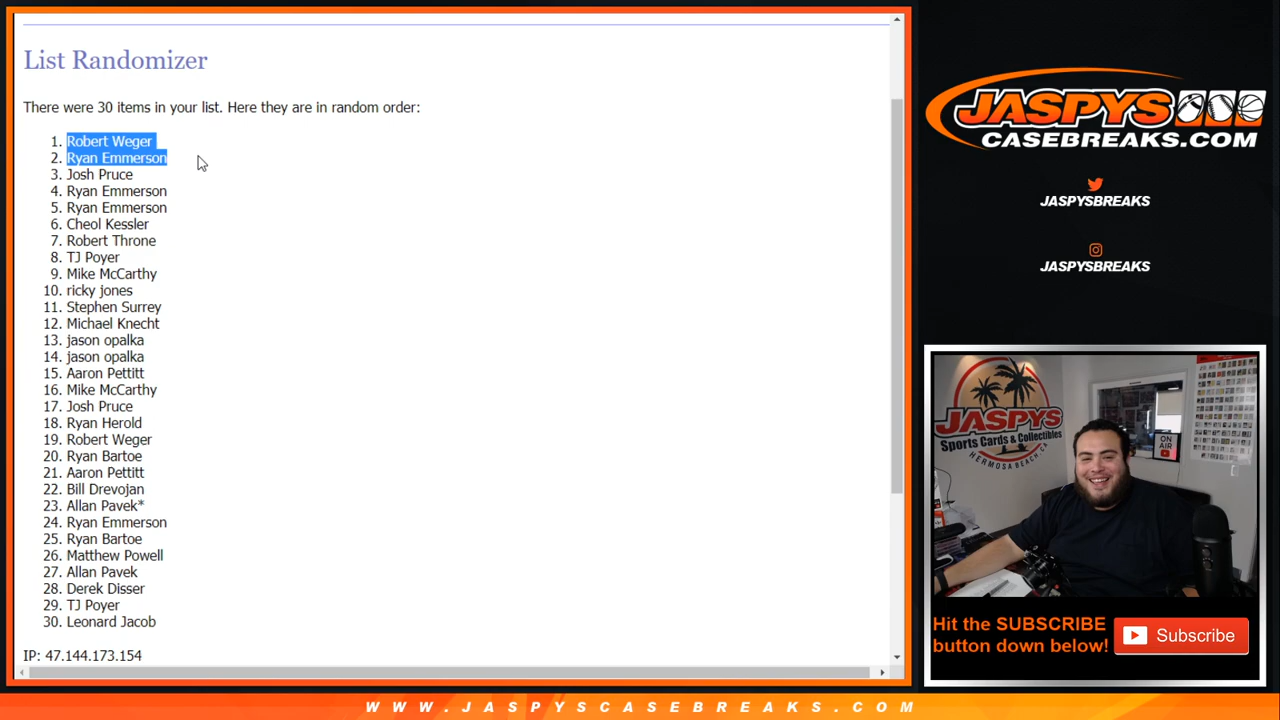 List Randomizer
There were 30 items in your list. Here they are in random order:
1. Robert Weger
2. Ryan Emmerson
3. Josh Pruce
4. Ryan Emmerson
5. Ryan Emmerson
6. Cheol Kessler
7. Robert Throne
8. TJ Poyer
9. Mike McCarthy
10. ricky jones
11. Stephen Surrey
12. Michael Knecht
13. jason opalka
14. jason opalka
15. Aaron Pettitt
16. Mike McCarthy
17. Josh Pruce
18. Ryan Herold
19. Robert Weger
20. Ryan Bartoe
21. Aaron Pettitt
22. Bill Drevojan
23. Allan Pavek*
24. Ryan Emmerson
25. Ryan Bartoe
26. Matthew Powell
27. Allan Pavek
28. Derek Disser
29. TJ Poyer
30. Leonard Jacob
IP: 47.144.173.154
JASPYS
CASEBREAKS.COM
JASPYSBREAKS
JASPYSBREAKS
JASPYS
Sports Cards & Collectibles
HERMOSA BEACH, CA
ON AIR
Hit the SUBSCRIBE
button down below!
Subscribe
WWW.JASPYSCASEBREAKS.COM